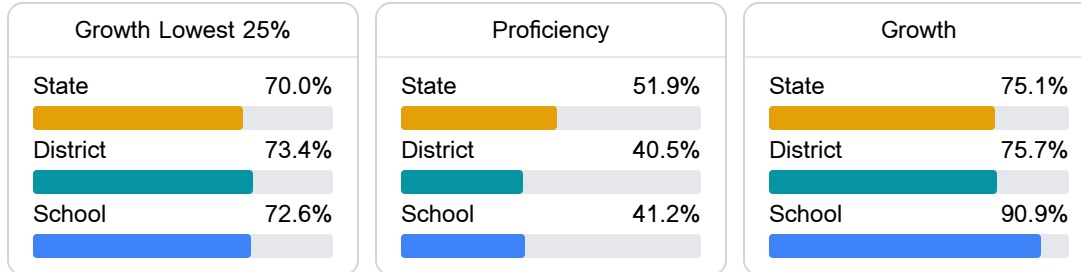 Growth Lowest 25%
State 70.0%
District 73.4%
School 72.6%
Proficiency
State 51.9%
District 40.5%
School 41.2%
Growth
State 75.1%
District 75.7%
School 90.9%